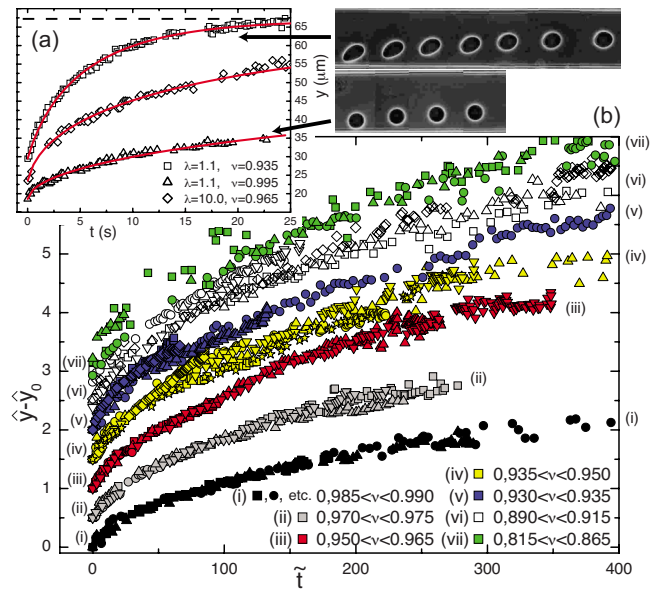 (a)
65
60
55
50
45
40
35
30
25
20
y (μm)
□ λ=1.1, ν=0.935
△ λ=1.1, ν=0.995
◇ λ=10.0, ν=0.965
0 5 10 15 20 25
t (s)
(b)
(vii)
(vi)
(v)
(iv)
(iii)
(ii)
(i)
(vii)
(vi)
(v)
(iv)
(iii)
(ii)
(i)
5
4
3
2
1
0
ŷ-ŷ0
(i) ■,●, etc. 0,985<ν<0.990
(ii) 0,970<ν<0.975
(iii) 0,950<ν<0.965
(iv) 0,935<ν<0.950
(v) 0,930<ν<0.935
(vi) 0,890<ν<0.915
(vii) 0,815<ν<0.865
0 100 200 300 400
t̃